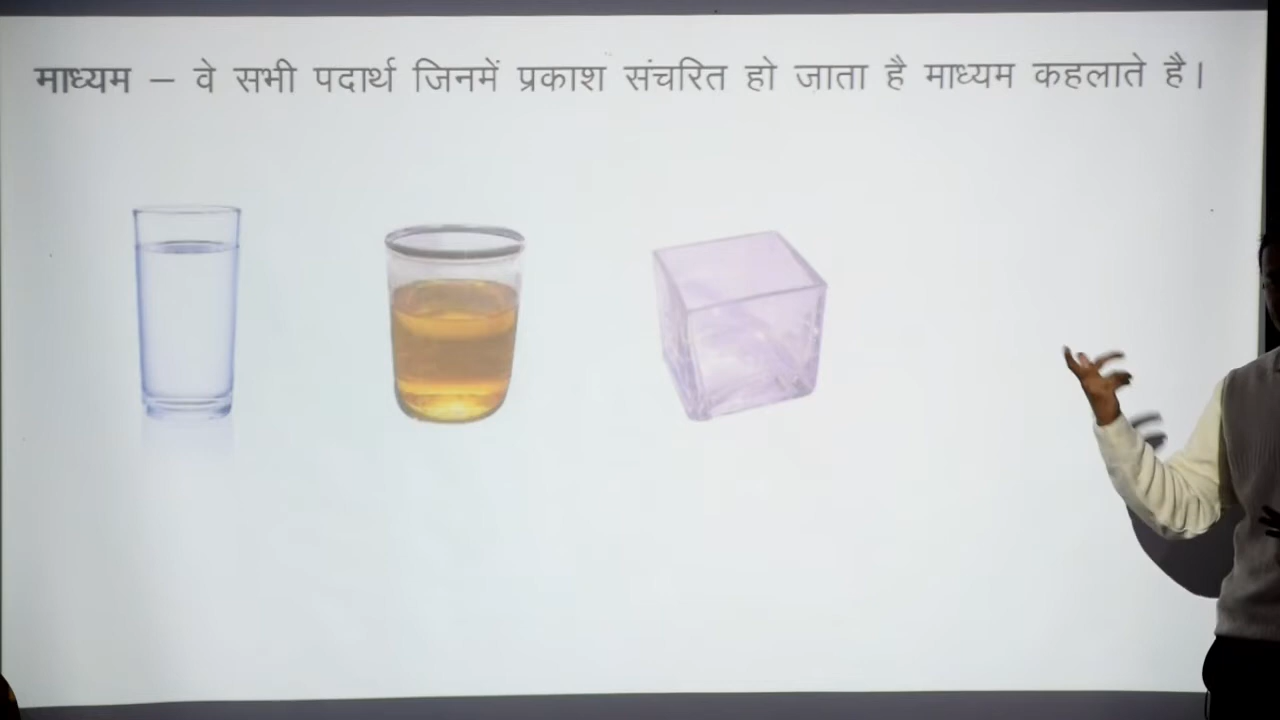 माध्यम – वे सभी पदार्थ जिनमें प्रकाश संचरित हो जाता है माध्यम कहलाते है।